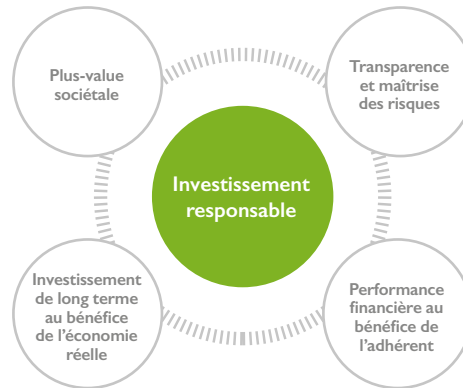 Plus-value
sociétale
Transparence
et maîtrise
des risques
Investissement
responsable
Investissement
de long terme
au bénéfice
de l’économie
réelle
Performance
financière au
bénéfice de
l’adhérent